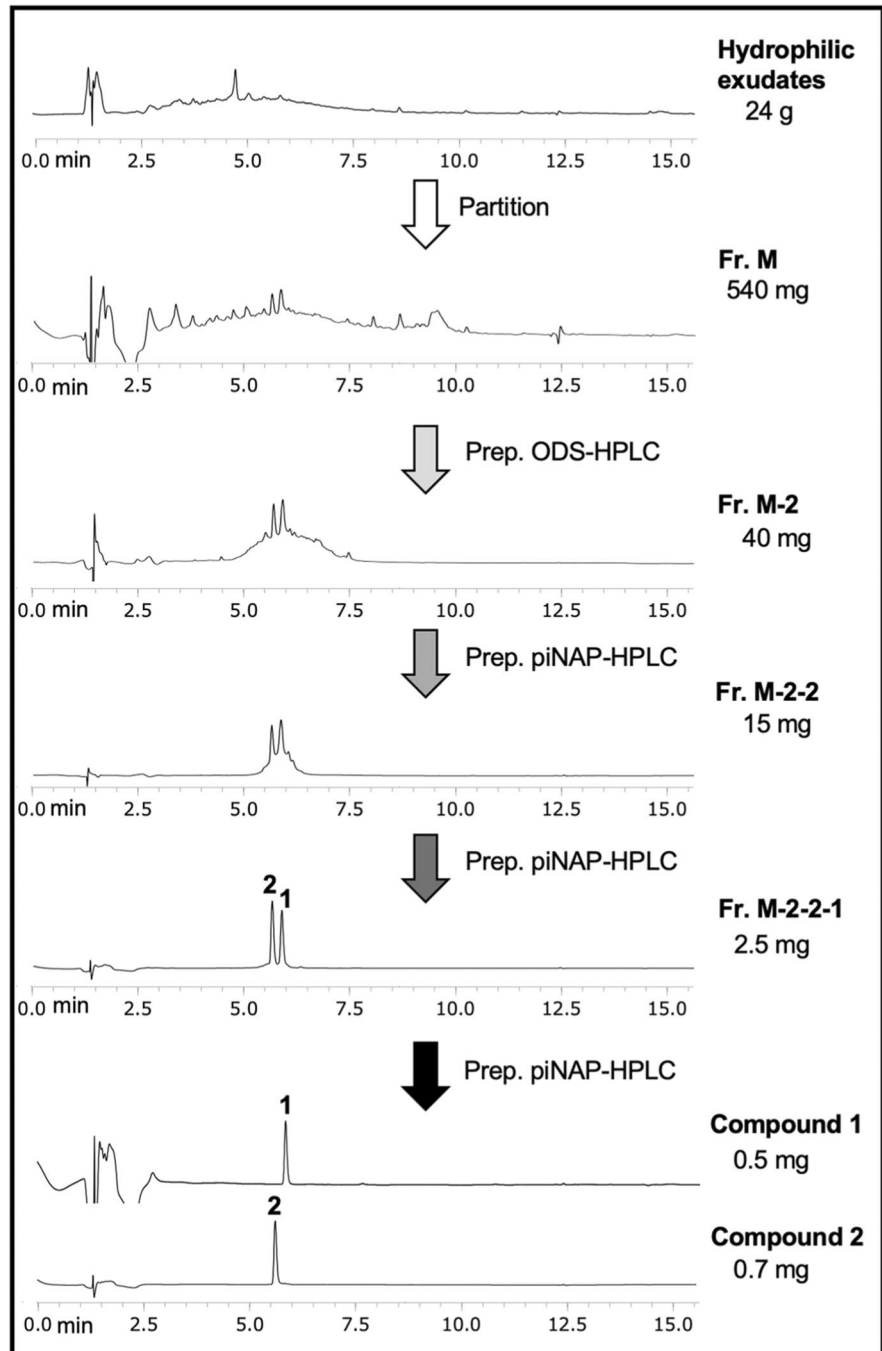 Hydrophilic
exudates
24 g
0.0 min 2.5 5.0 7.5 10.0 12.5 15.0
Partition
Fr. M
540 mg
0.0 min 2.5 5.0 7.5 10.0 12.5 15.0
Prep. ODS-HPLC
Fr. M-2
40 mg
0.0 min 2.5 5.0 7.5 10.0 12.5 15.0
Prep. piNAP-HPLC
Fr. M-2-2
15 mg
0.0 min 2.5 5.0 7.5 10.0 12.5 15.0
Prep. piNAP-HPLC
2 1
Fr. M-2-2-1
2.5 mg
0.0 min 2.5 5.0 7.5 10.0 12.5 15.0
Prep. piNAP-HPLC
1
Compound 1
0.5 mg
2
Compound 2
0.7 mg
0.0 min 2.5 5.0 7.5 10.0 12.5 15.0